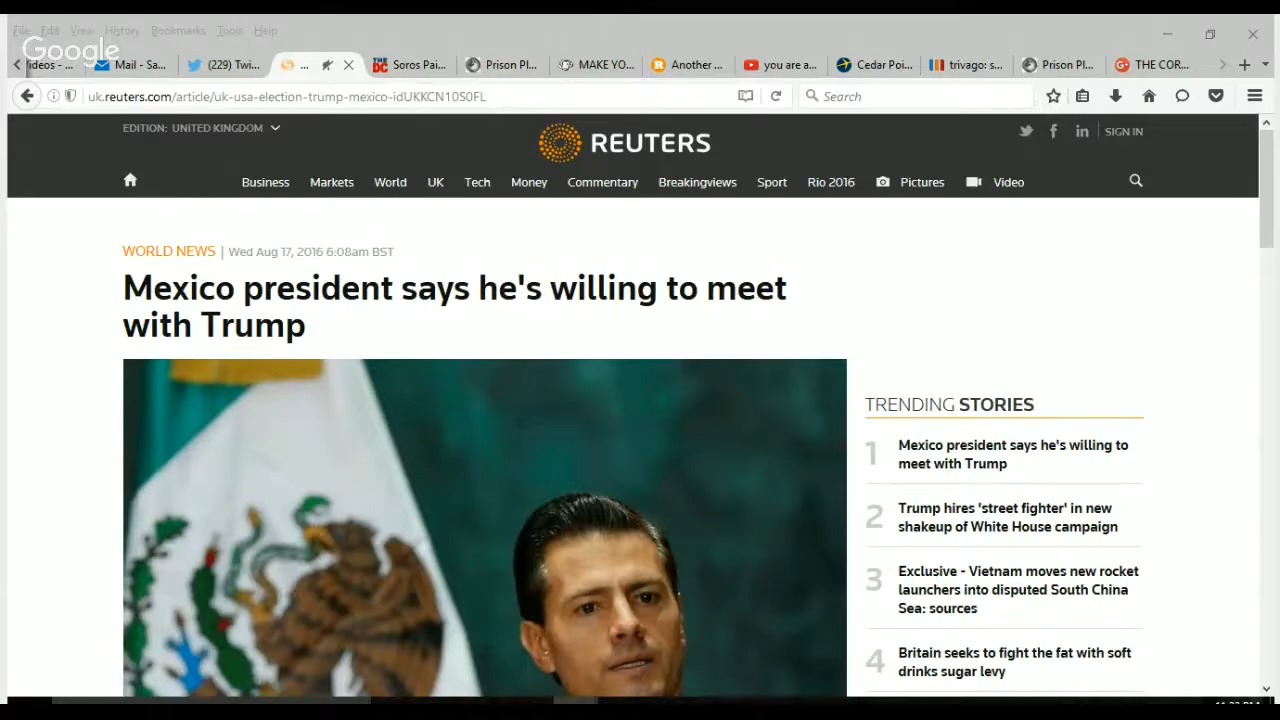 File Edit View History Bookmarks Tools Help
Google
ideos - ... Mail - Sa... (229) Twi... ... Soros Pai... Prison Pl... MAKE YO... Another ... you are a... Cedar Poi... trivago: s... Prison Pl... THE COR...
uk.reuters.com/article/uk-usa-election-trump-mexico-idUKKCN10S0FL
Search
EDITION: UNITED KINGDOM
REUTERS
SIGN IN
Business Markets World UK Tech Money Commentary Breakingviews Sport Rio 2016 Pictures Video
WORLD NEWS | Wed Aug 17, 2016 6:08am BST
Mexico president says he's willing to meet
with Trump
TRENDING STORIES
1 Mexico president says he's willing to
meet with Trump
2 Trump hires 'street fighter' in new
shakeup of White House campaign
3 Exclusive - Vietnam moves new rocket
launchers into disputed South China
Sea: sources
4 Britain seeks to fight the fat with soft
drinks sugar levy